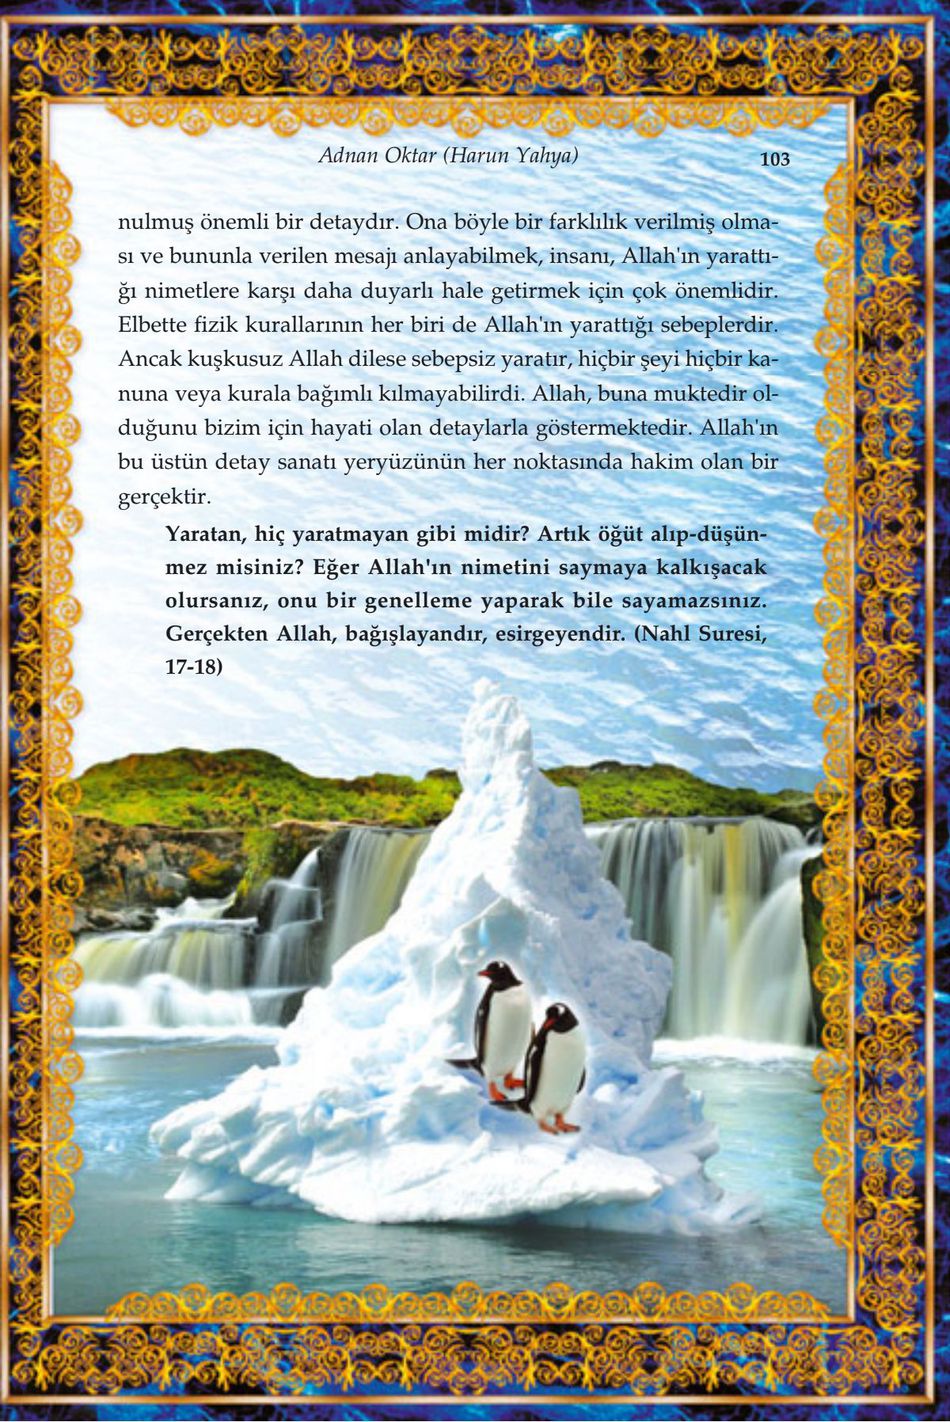 Adnan Oktar (Harun Yahya)
103
nulmuş önemli bir detaydır. Ona böyle bir farklılık verilmiş olma-
sı ve bununla verilen mesajı anlayabilmek, insanı, Allah'ın yarattı-
ğı nimetlere karşı daha duyarlı hale getirmek için çok önemlidir.
Elbette fizik kurallarının her biri de Allah'ın yarattığı sebeplerdir.
Ancak kuşkusuz Allah dilese sebepsiz yaratır, hiçbir şeyi hiçbir ka-
nuna veya kurala bağımlı kılmayabilirdi. Allah, buna muktedir ol-
duğunu bizim için hayati olan detaylarla göstermektedir. Allah'ın
bu üstün detay sanatı yeryüzünün her noktasında hakim olan bir
gerçektir.
Yaratan, hiç yaratmayan gibi midir? Artık öğüt alıp-düşün-
mez misiniz? Eğer Allah'ın nimetini saymaya kalkışacak
olursanız, onu bir genelleme yaparak bile sayamazsınız.
Gerçekten Allah, bağışlayandır, esirgeyendir. (Nahl Suresi,
17-18)